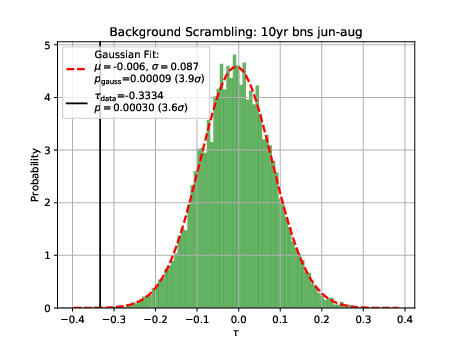 Background Scrambling: 10yr bns jun-aug
Gaussian Fit:
μ = -0.006, σ = 0.087
p_gauss=0.00009 (3.9σ)
τ_data=-0.3334
p = 0.00030 (3.6σ)
Probability
5
4
3
2
1
0
−0.4 −0.3 −0.2 −0.1 0.0 0.1 0.2 0.3 0.4
τ